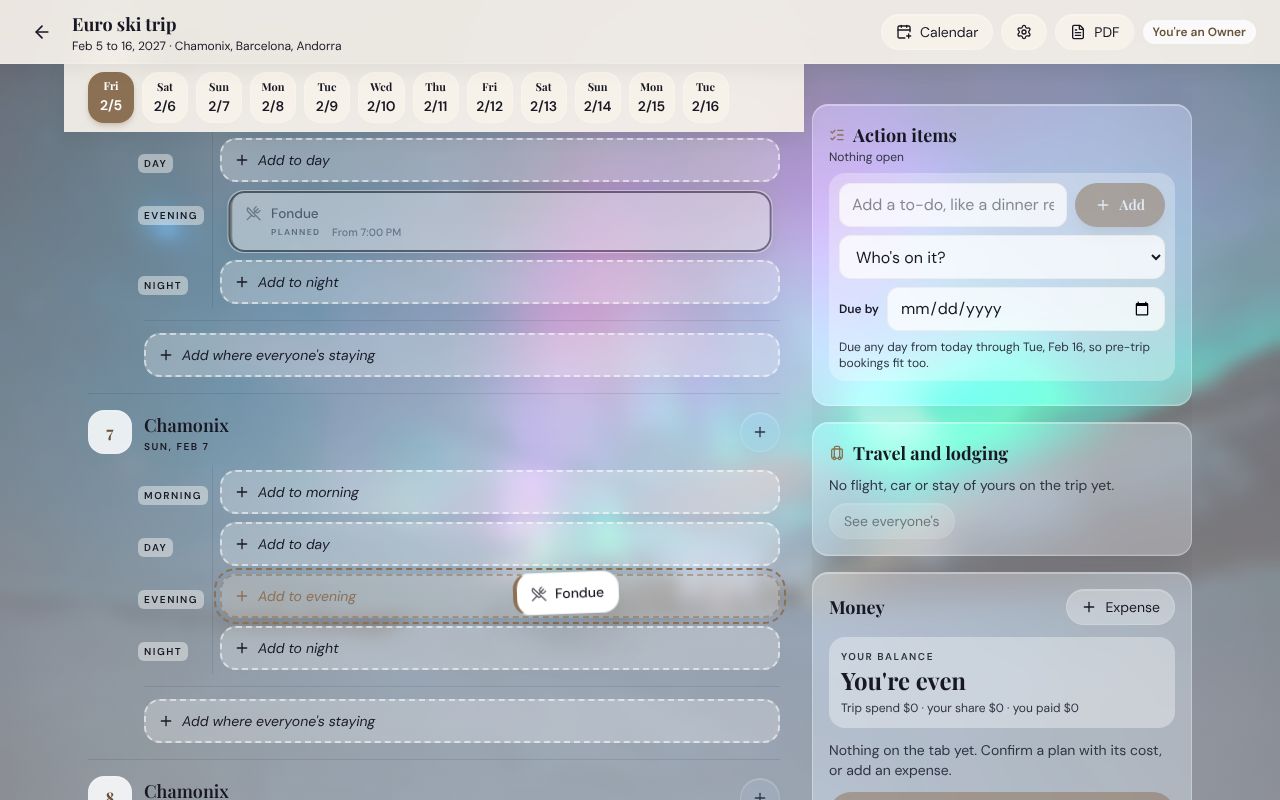 Euro ski trip
Feb 5 to 16, 2027 · Chamonix, Barcelona, Andorra
Calendar
PDF
You're an Owner
Fri 2/5
Sat 2/6
Sun 2/7
Mon 2/8
Tue 2/9
Wed 2/10
Thu 2/11
Fri 2/12
Sat 2/13
Sun 2/14
Mon 2/15
Tue 2/16
DAY
+ Add to day
EVENING
Fondue
PLANNED From 7:00 PM
NIGHT
+ Add to night
+ Add where everyone's staying
7
Chamonix
SUN, FEB 7
+
MORNING
+ Add to morning
DAY
+ Add to day
EVENING
+ Add to evening
Fondue
NIGHT
+ Add to night
+ Add where everyone's staying
8
Chamonix
+
Action items
Nothing open
Add a to-do, like a dinner re
+ Add
Who's on it?
Due by
mm/dd/yyyy
Due any day from today through Tue, Feb 16, so pre-trip
bookings fit too.
Travel and lodging
No flight, car or stay of yours on the trip yet.
See everyone's
Money
+ Expense
YOUR BALANCE
You're even
Trip spend $0 · your share $0 · you paid $0
Nothing on the tab yet. Confirm a plan with its cost,
or add an expense.